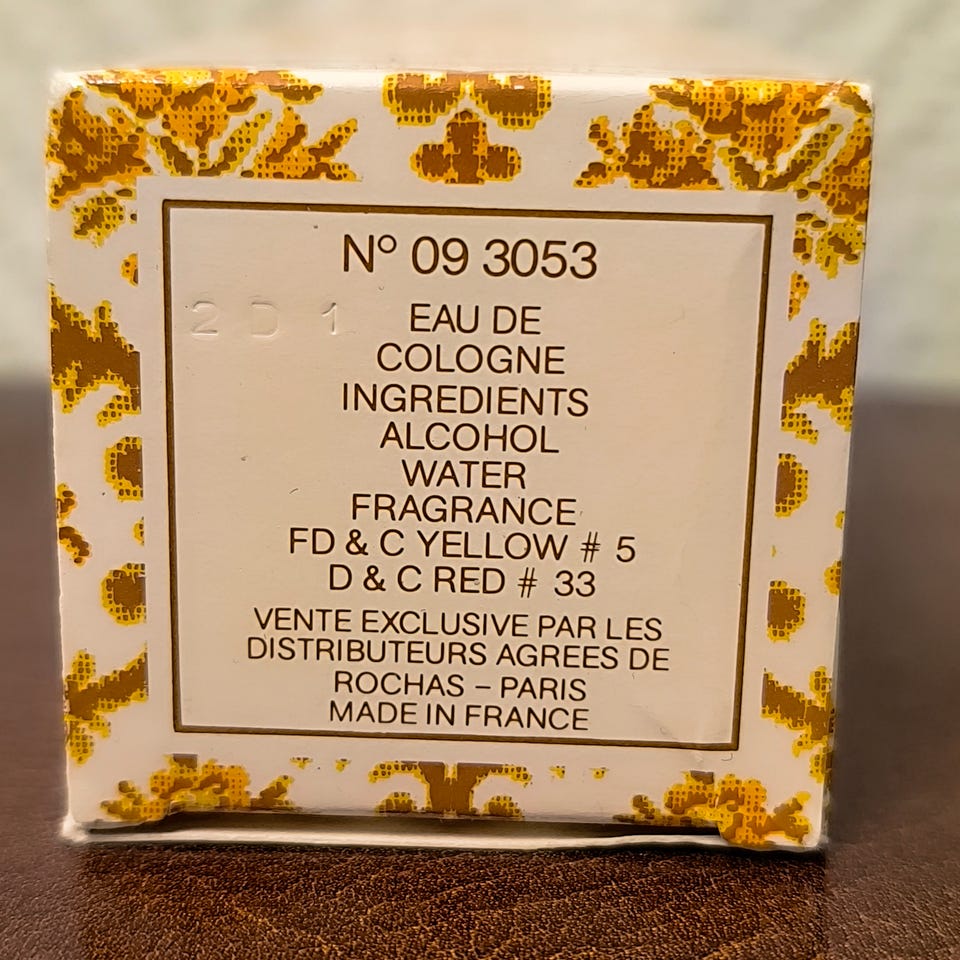 Nº 09 3053
2 D 1
EAU DE
COLOGNE
INGREDIENTS
ALCOHOL
WATER
FRAGRANCE
FD & C YELLOW # 5
D & C RED # 33
VENTE EXCLUSIVE PAR LES
DISTRIBUTEURS AGREES DE
ROCHAS – PARIS
MADE IN FRANCE